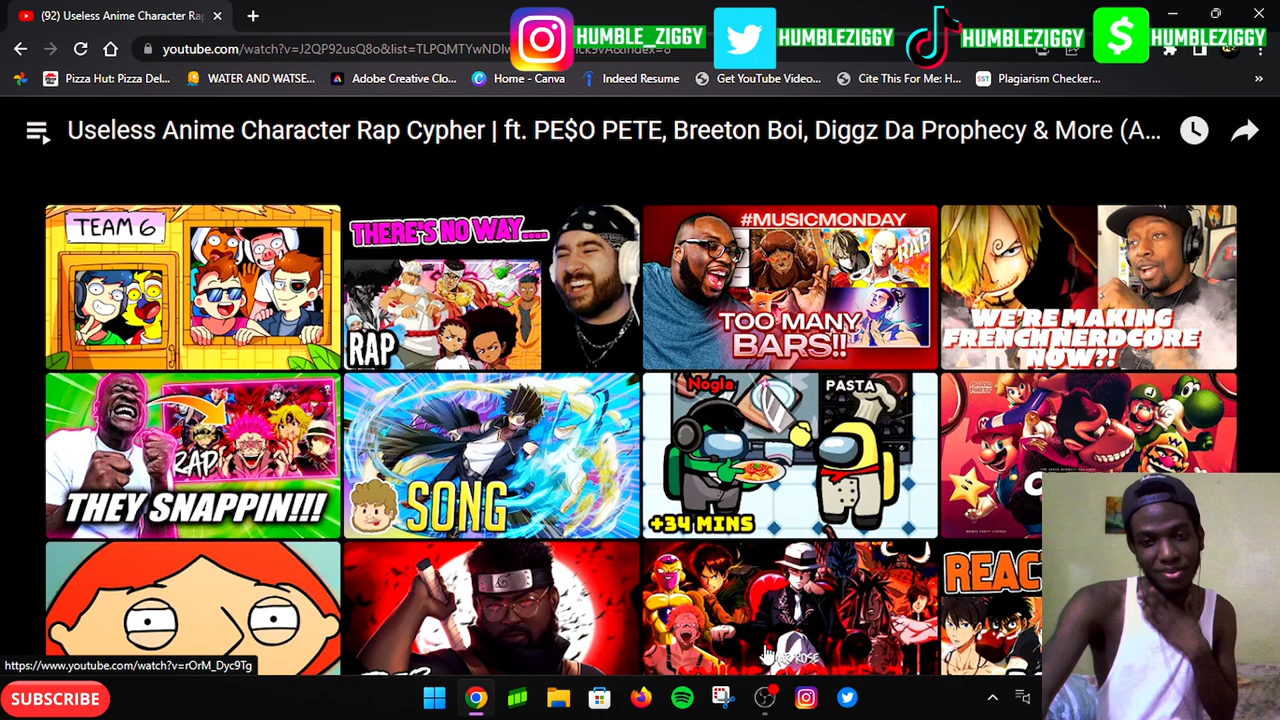 (92) Useless Anime Character Rap
HUMBLE_ZIGGY
HUMBLEZIGGY
HUMBLEZIGGY
HUMBLEZIGGY
youtube.com/watch?v=J2QP92usQ8o&list=TLPQMTYwNDI
Pizza Hut: Pizza Del...
WATER AND WATSE...
Adobe Creative Clo...
Home - Canva
Indeed Resume
Get YouTube Video...
Cite This For Me: H...
SST
Plagiarism Checker...
»
Useless Anime Character Rap Cypher | ft. PE$O PETE, Breeton Boi, Diggz Da Prophecy & More (A...
TEAM 6
THERE'S NO WAY....
RAP
#MUSICMONDAY
RAP
TOO MANY
BARS!!
WE'RE MAKING
FRENCHNERDCORE
NOW?!
RAP
THEY SNAPPIN!!!
SONG
Nogla
PASTA
+34 MINS
REACT
https://www.youtube.com/watch?v=rOrM_Dyc9Tg
SUBSCRIBE